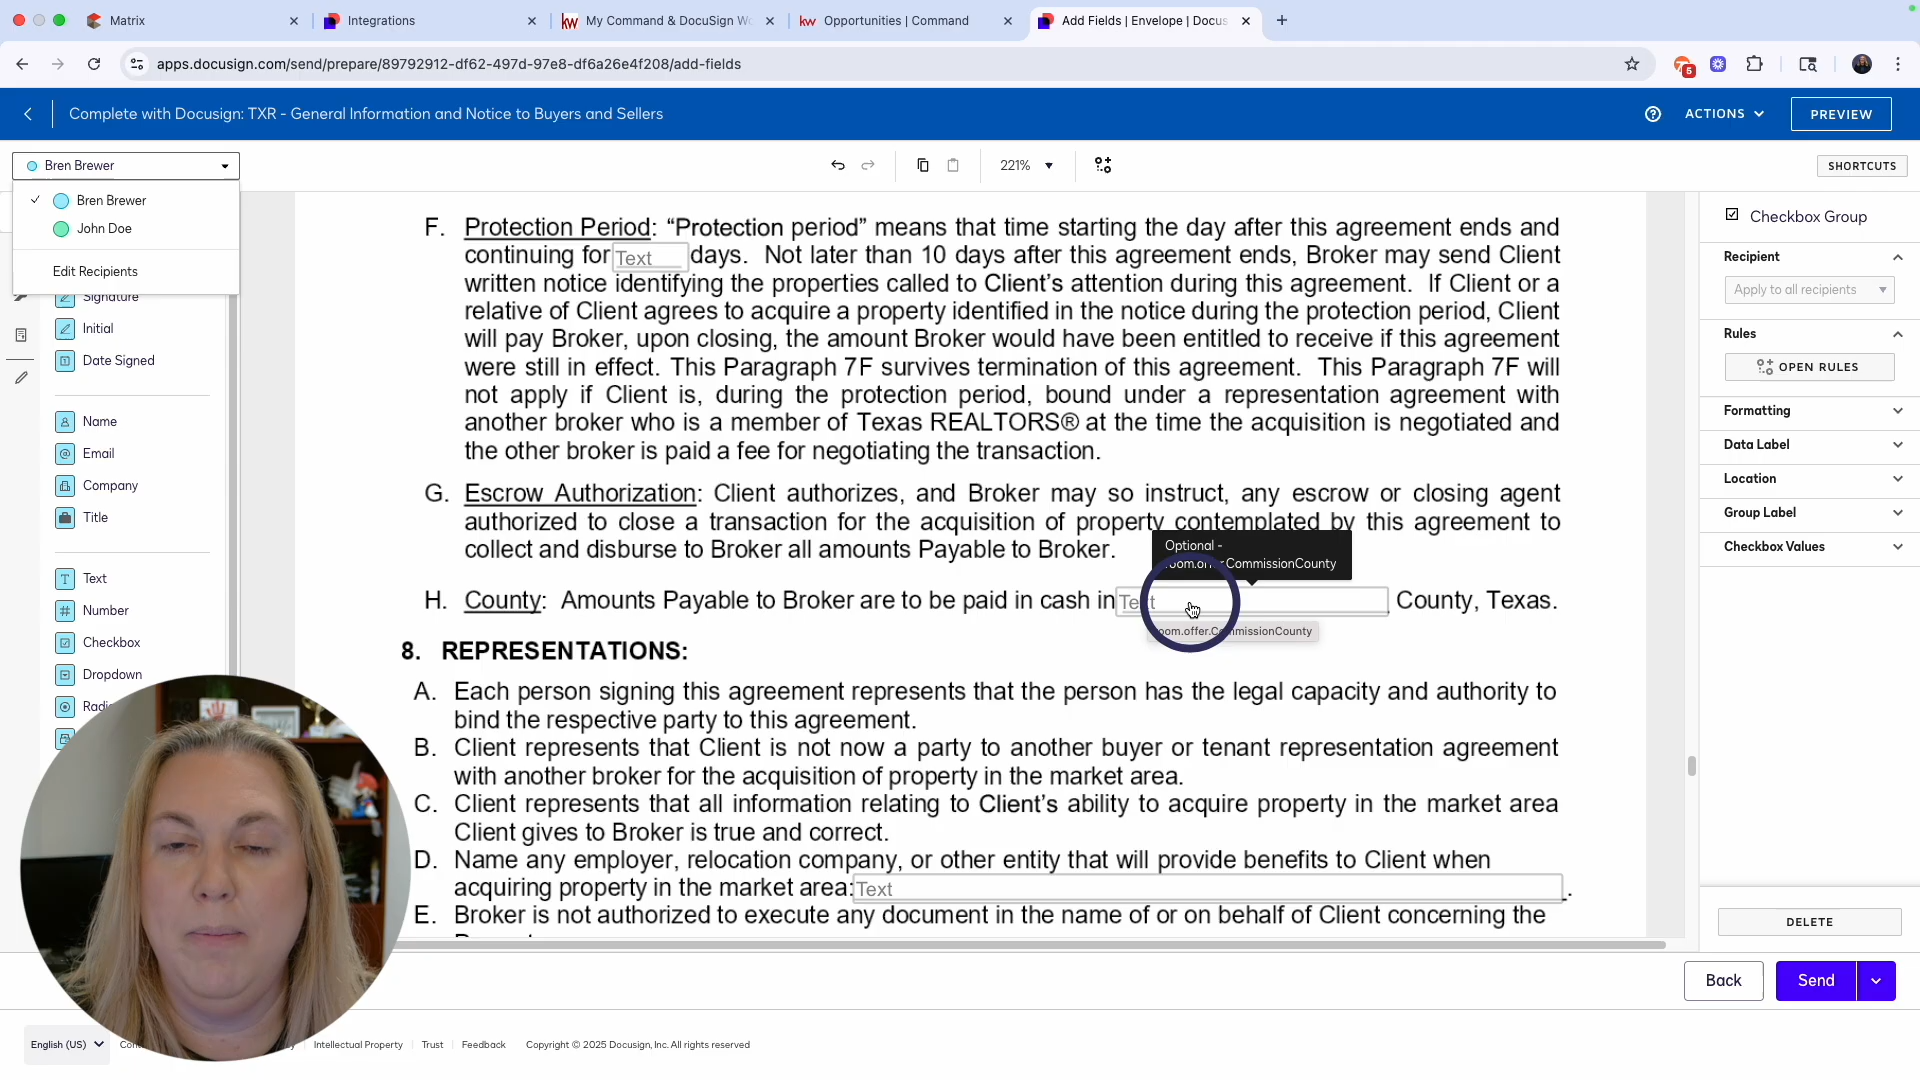 Matrix
Integrations
My Command & DocuSign Wo
Opportunities | Command
Add Fields | Envelope | Docus
apps.docusign.com/send/prepare/89792912-df62-497d-97e8-df6a26e4f208/add-fields
5
Complete with Docusign: TXR - General Information and Notice to Buyers and Sellers
ACTIONS
PREVIEW
Bren Brewer
221%
SHORTCUTS
Bren Brewer
John Doe
Edit Recipients
Signature
Initial
Date Signed
Name
Email
Company
Title
Text
Number
Checkbox
Dropdown
F. Protection Period: “Protection period” means that time starting the day after this agreement ends and
continuing for Text days. Not later than 10 days after this agreement ends, Broker may send Client
written notice identifying the properties called to Client’s attention during this agreement. If Client or a
relative of Client agrees to acquire a property identified in the notice during the protection period, Client
will pay Broker, upon closing, the amount Broker would have been entitled to receive if this agreement
were still in effect. This Paragraph 7F survives termination of this agreement. This Paragraph 7F will
not apply if Client is, during the protection period, bound under a representation agreement with
another broker who is a member of Texas REALTORS® at the time the acquisition is negotiated and
the other broker is paid a fee for negotiating the transaction.
G. Escrow Authorization: Client authorizes, and Broker may so instruct, any escrow or closing agent
authorized to close a transaction for the acquisition of property contemplated by this agreement to
collect and disburse to Broker all amounts Payable to Broker.
Optional -
room.offer.CommissionCounty
H. County: Amounts Payable to Broker are to be paid in cash in Text County, Texas.
room.offer.CommissionCounty
8. REPRESENTATIONS:
A. Each person signing this agreement represents that the person has the legal capacity and authority to
bind the respective party to this agreement.
B. Client represents that Client is not now a party to another buyer or tenant representation agreement
with another broker for the acquisition of property in the market area.
C. Client represents that all information relating to Client’s ability to acquire property in the market area
Client gives to Broker is true and correct.
D. Name any employer, relocation company, or other entity that will provide benefits to Client when
acquiring property in the market area: Text .
E. Broker is not authorized to execute any document in the name of or on behalf of Client concerning the
Checkbox Group
Recipient
Apply to all recipients
Rules
OPEN RULES
Formatting
Data Label
Location
Group Label
Checkbox Values
DELETE
Back
Send
English (US)
Intellectual Property
Trust
Feedback
Copyright © 2025 Docusign, Inc. All rights reserved